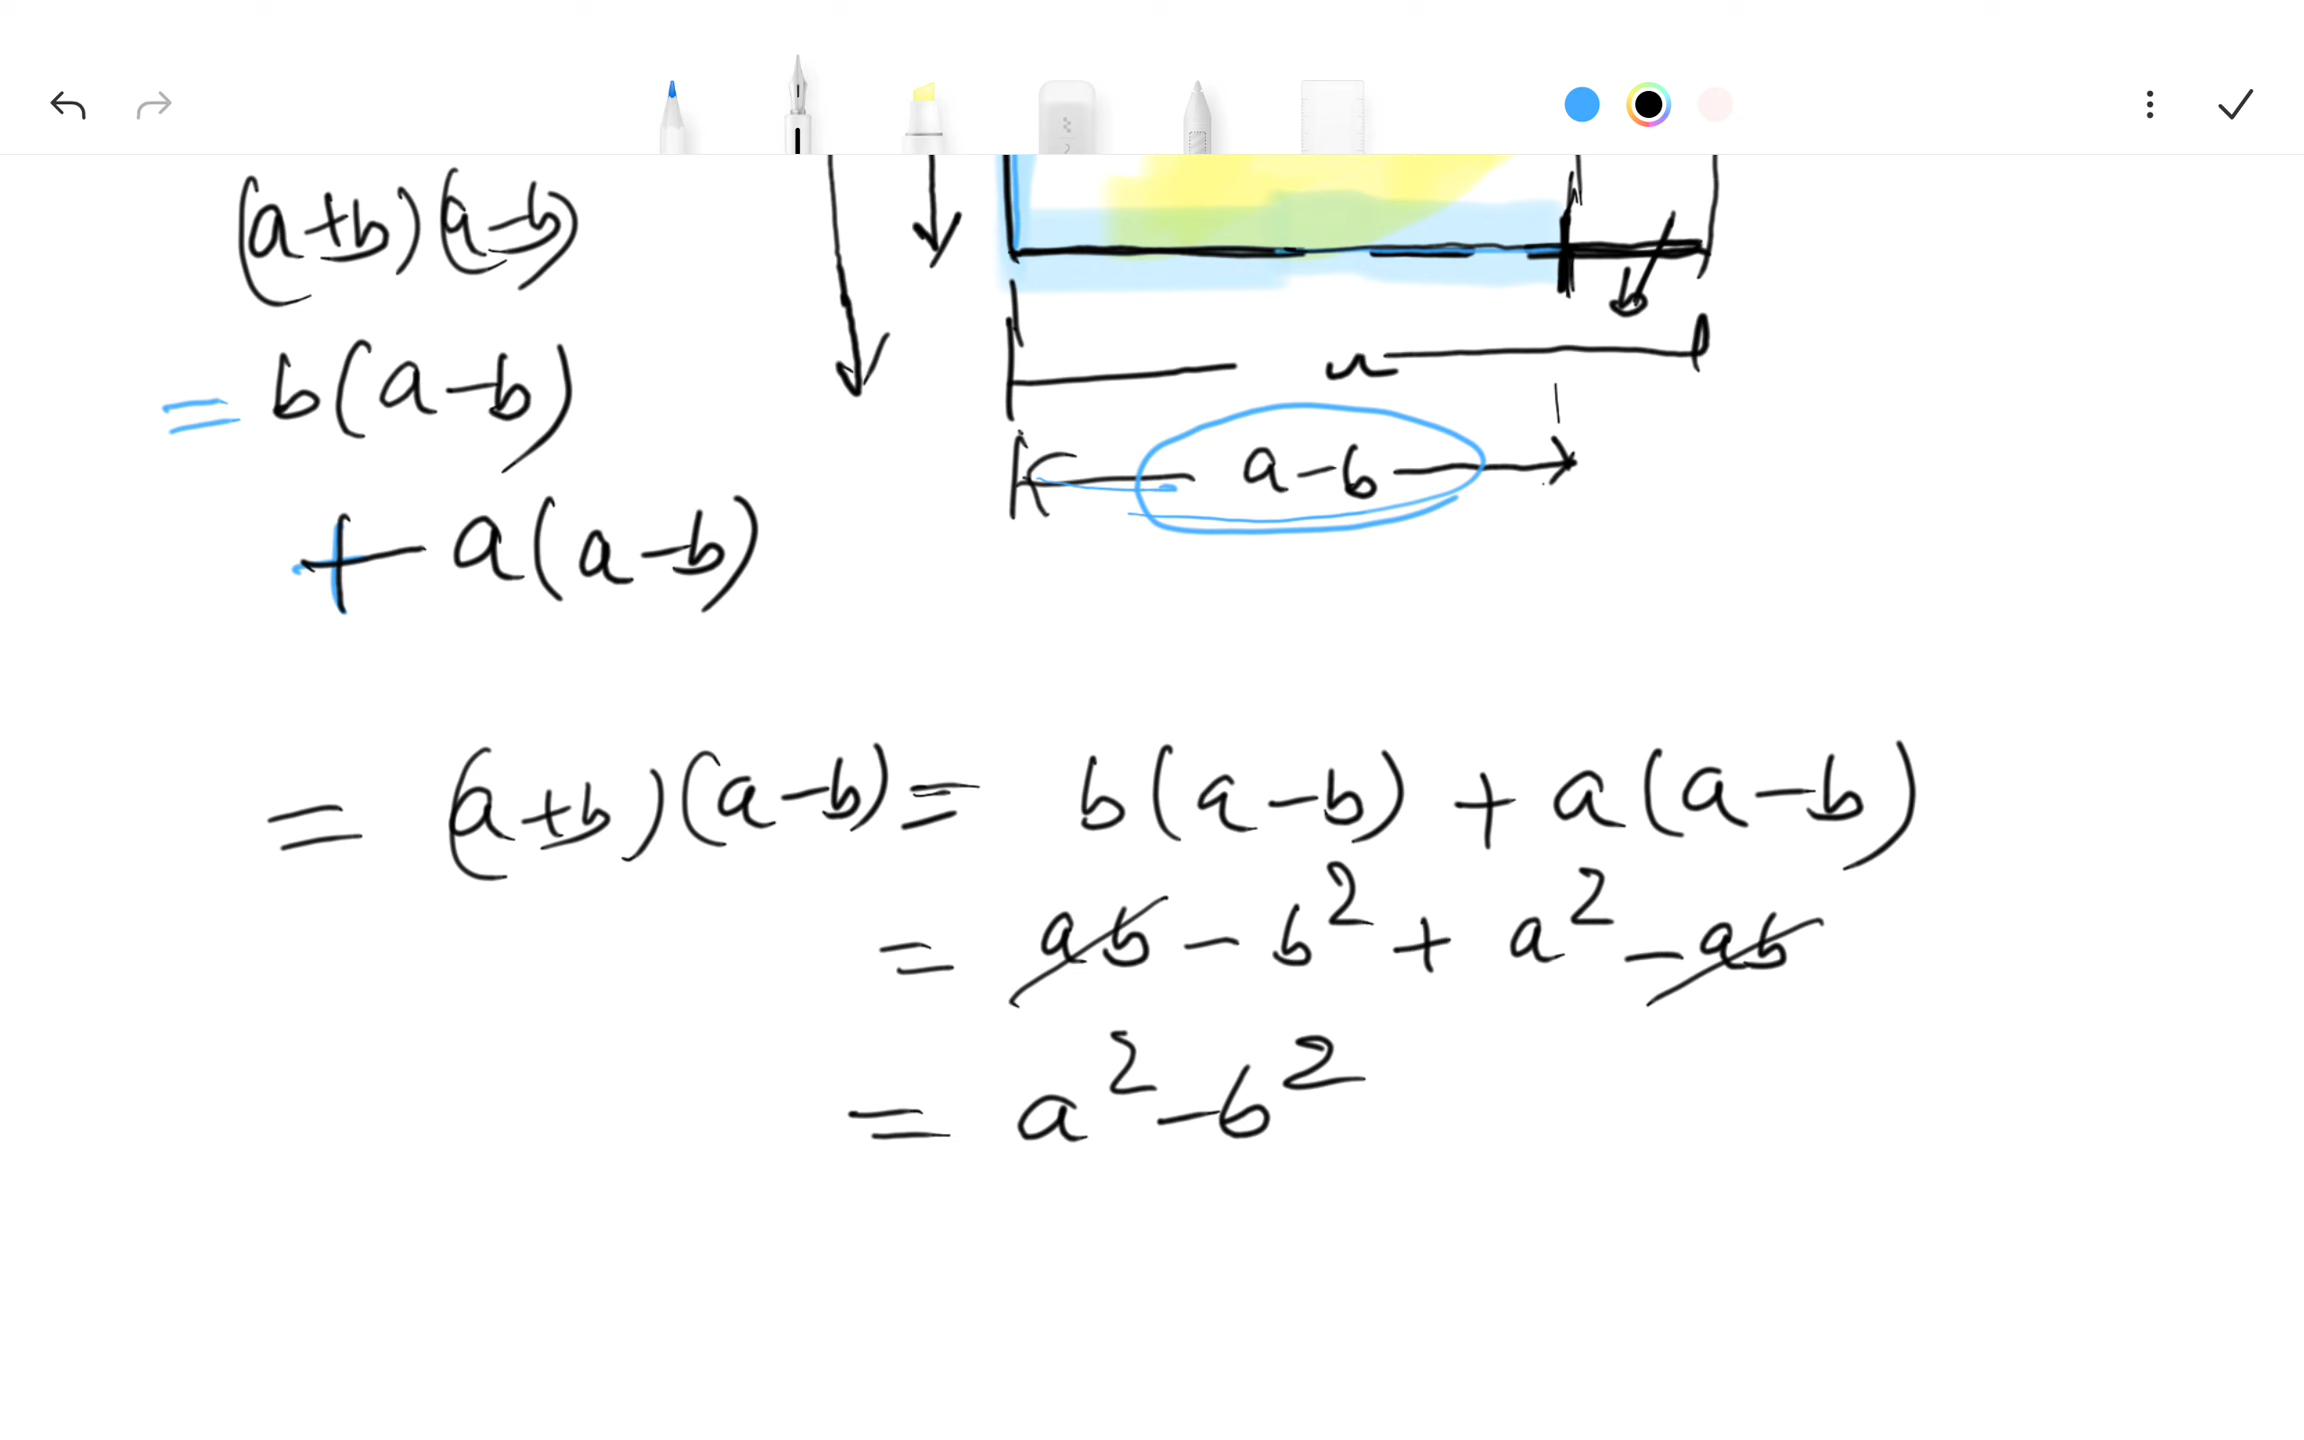 (a+b)(a-b)
= b(a-b)
+ a(a-b)
b
a
a-b
= (a+b)(a-b) = b(a-b) + a(a-b)
= ab - b² + a² - ab
= a² - b²